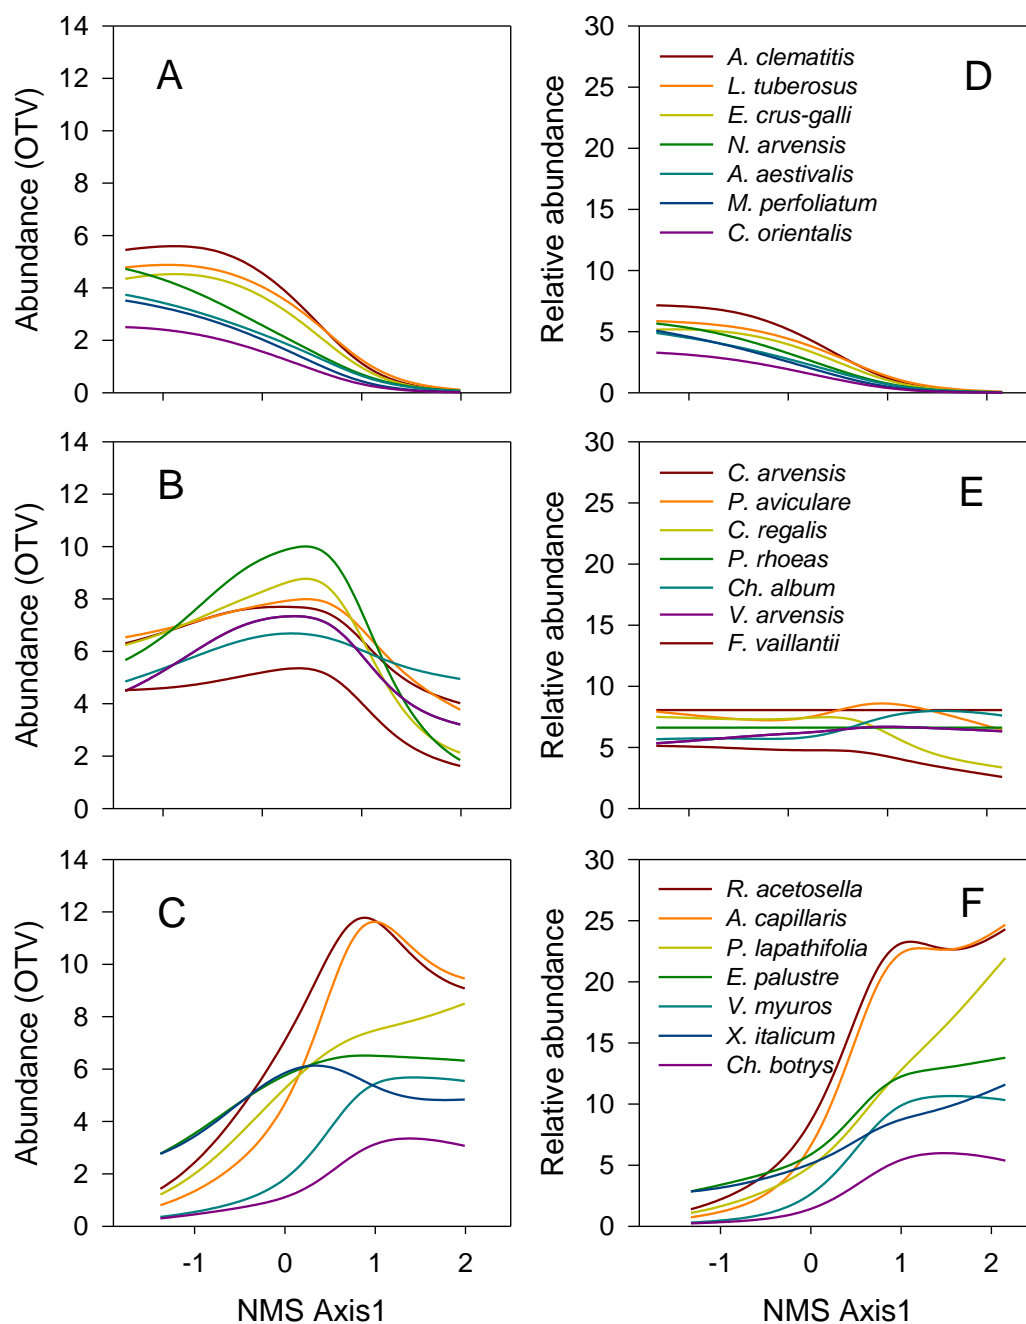 14
12
10
8
6
4
2
0
Abundance (OTV)
A
30
25
20
15
10
5
0
Relative abundance
D
A. clematitis
L. tuberosus
E. crus-galli
N. arvensis
A. aestivalis
M. perfoliatum
C. orientalis
14
12
10
8
6
4
2
0
Abundance (OTV)
B
30
25
20
15
10
5
0
Relative abundance
E
C. arvensis
P. aviculare
C. regalis
P. rhoeas
Ch. album
V. arvensis
F. vaillantii
14
12
10
8
6
4
2
0
Abundance (OTV)
C
-1 0 1 2
NMS Axis1
30
25
20
15
10
5
0
Relative abundance
F
R. acetosella
A. capillaris
P. lapathifolia
E. palustre
V. myuros
X. italicum
Ch. botrys
-1 0 1 2
NMS Axis1